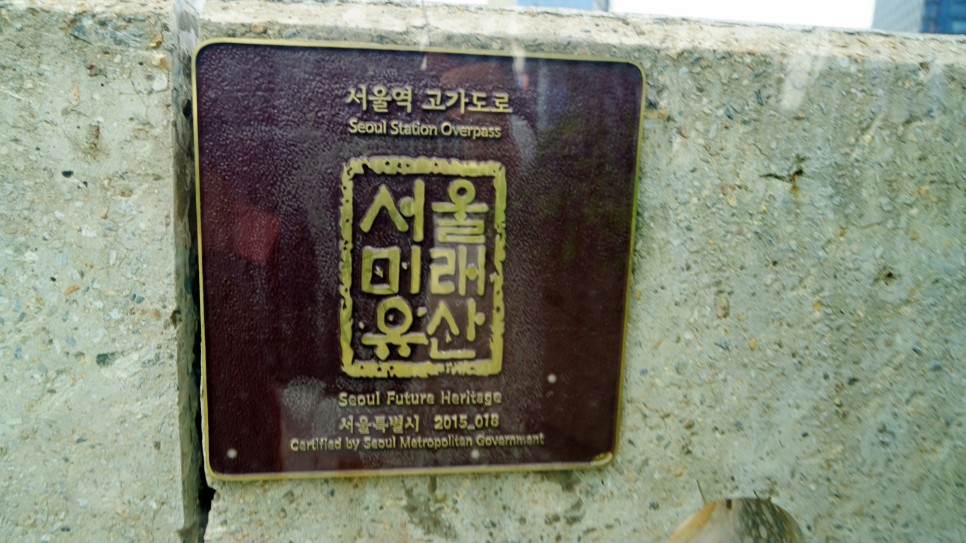 서울역 고가도로
Seoul Station Overpass
서울
미래
유산
Seoul Future Heritage
서울특별시 2015_018
Certified by Seoul Metropolitan Government